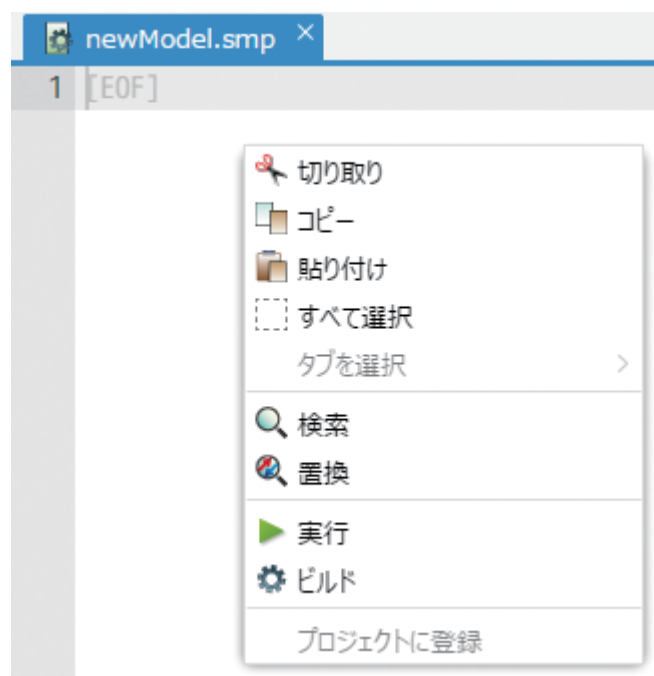 newModel.smp ×
1 [EOF]
切り取り
コピー
貼り付け
すべて選択
タブを選択 >
検索
置換
実行
ビルド
プロジェクトに登録